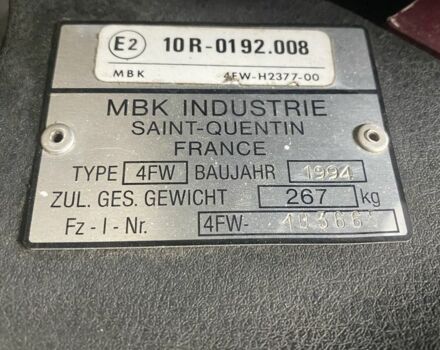 E2 10R-0192.008
MBK 4FW-H2377-00
MBK INDUSTRIE
SAINT-QUENTIN
FRANCE
TYPE 4FW BAUJAHR 1994
ZUL. GES. GEWICHT 267 kg
Fz - I - Nr. 4FW-